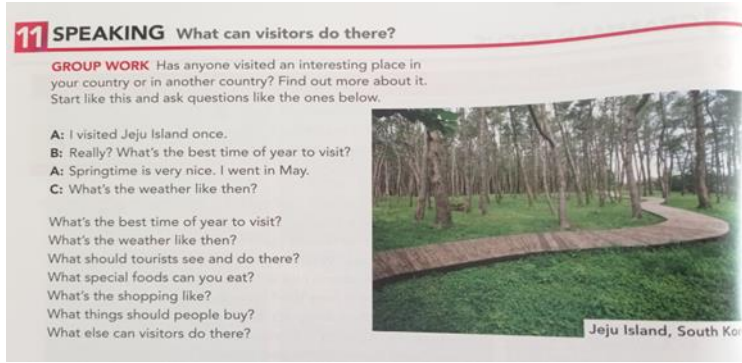 11 SPEAKING What can visitors do there?
GROUP WORK Has anyone visited an interesting place in
your country or in another country? Find out more about it.
Start like this and ask questions like the ones below.
A: I visited Jeju Island once.
B: Really? What's the best time of year to visit?
A: Springtime is very nice. I went in May.
C: What's the weather like then?
What's the best time of year to visit?
What's the weather like then?
What should tourists see and do there?
What special foods can you eat?
What's the shopping like?
What things should people buy?
What else can visitors do there?
Jeju Island, South